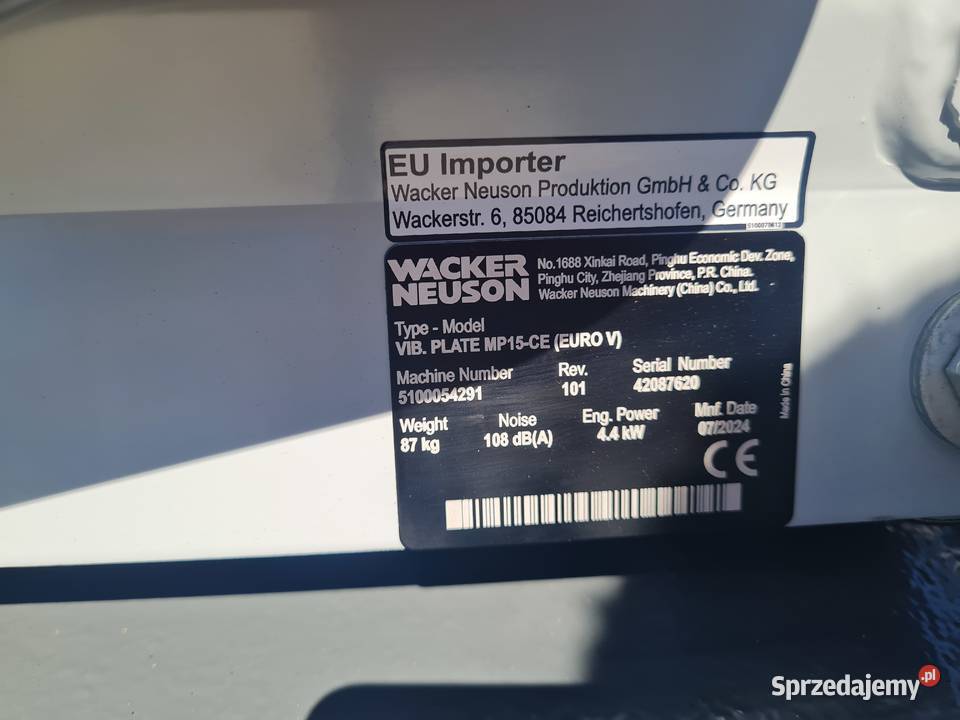 EU Importer
Wacker Neuson Produktion GmbH & Co. KG
Wackerstr. 6, 85084 Reichertshofen, Germany
WACKER
NEUSON
No.1688 Xinkai Road, Pinghu Economic Dev. Zone,
Pinghu City, Zhejiang Province, P.R. China.
Wacker Neuson Machinery (China) Co., Ltd.
Type - Model
VIB. PLATE MP15-CE (EURO V)
Machine Number Rev. Serial Number
5100054291 101 42087620
Weight Noise Eng. Power Mnf. Date
87 kg 108 dB(A) 4.4 kW 07/2024
CE
Made in China
Sprzedajemy.pl